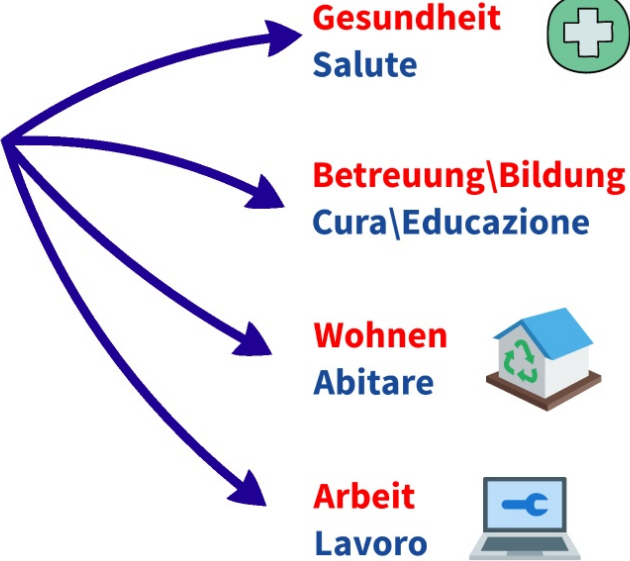 Gesundheit
Salute
Betreuung\Bildung
Cura\Educazione
Wohnen
Abitare
Arbeit
Lavoro